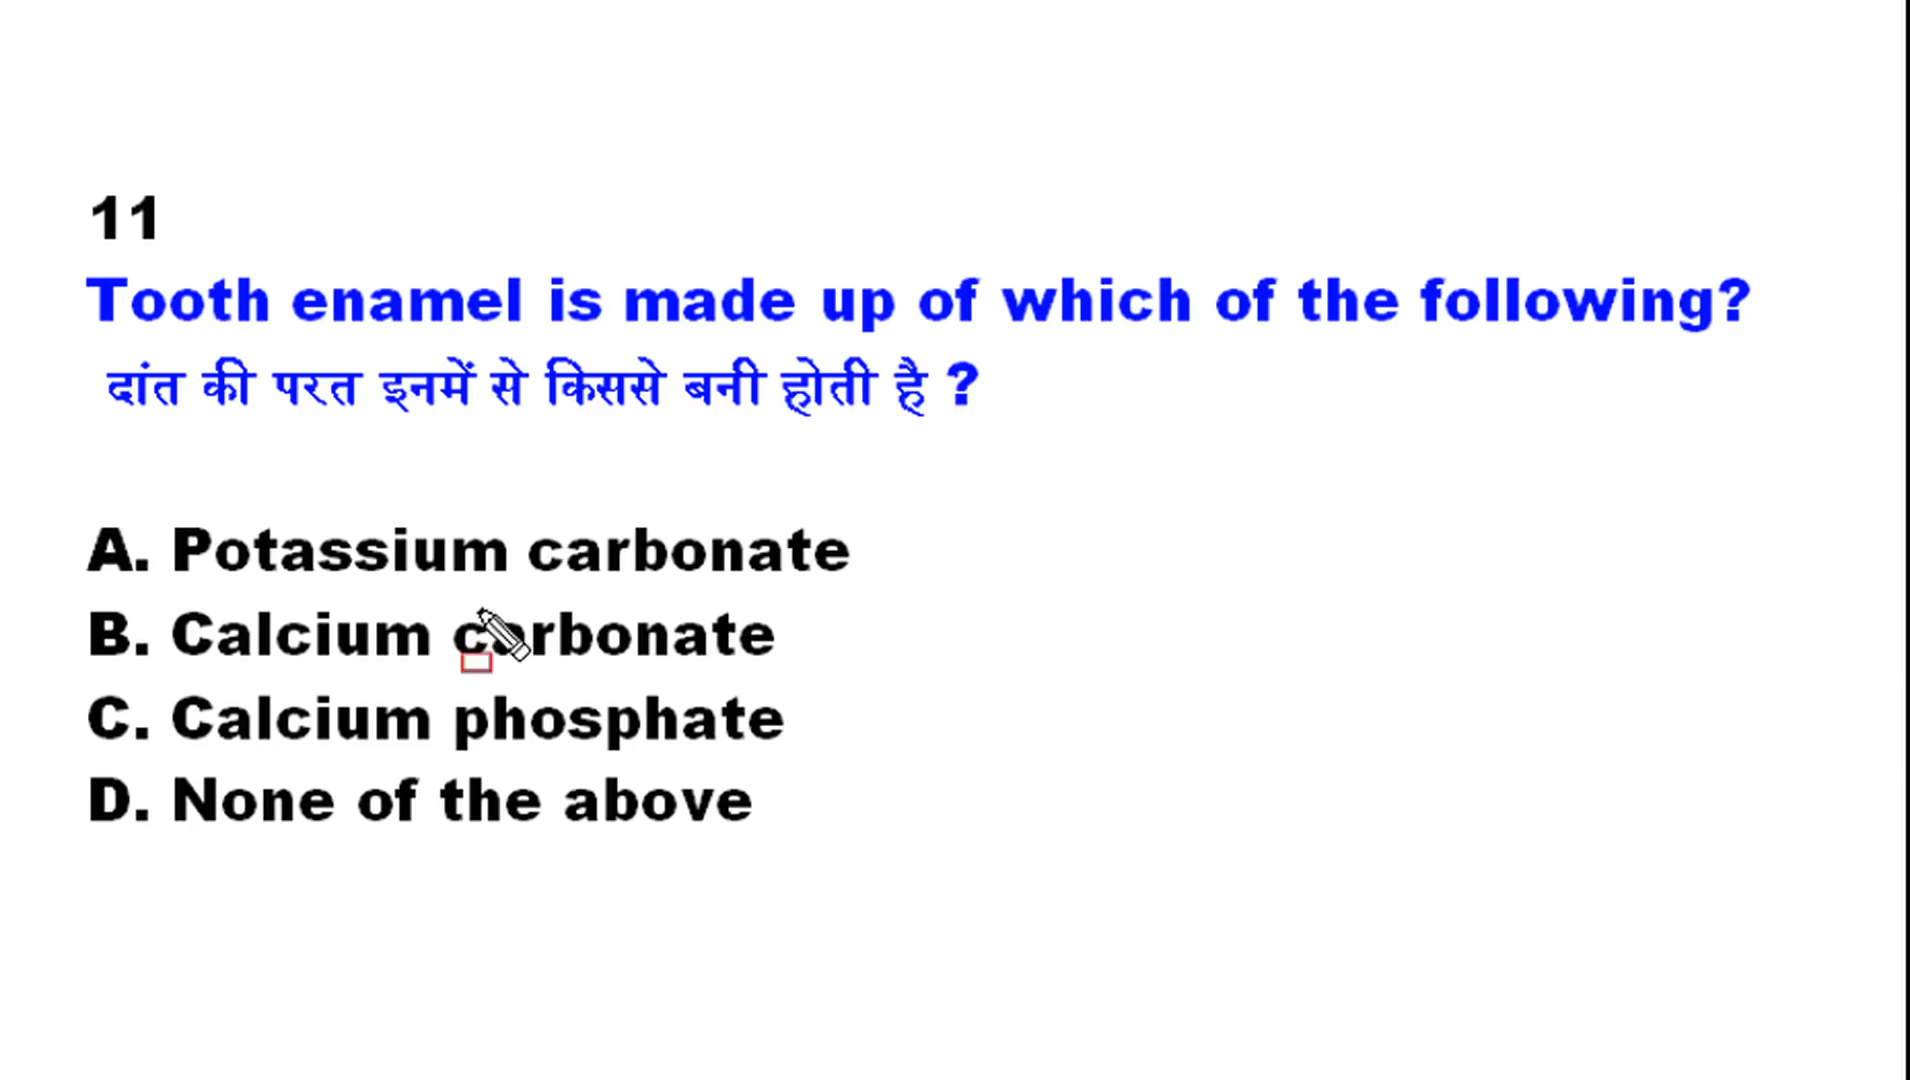 11
Tooth enamel is made up of which of the following?
दांत की परत इनमें से किससे बनी होती है ?
A. Potassium carbonate
B. Calcium carbonate
C. Calcium phosphate
D. None of the above